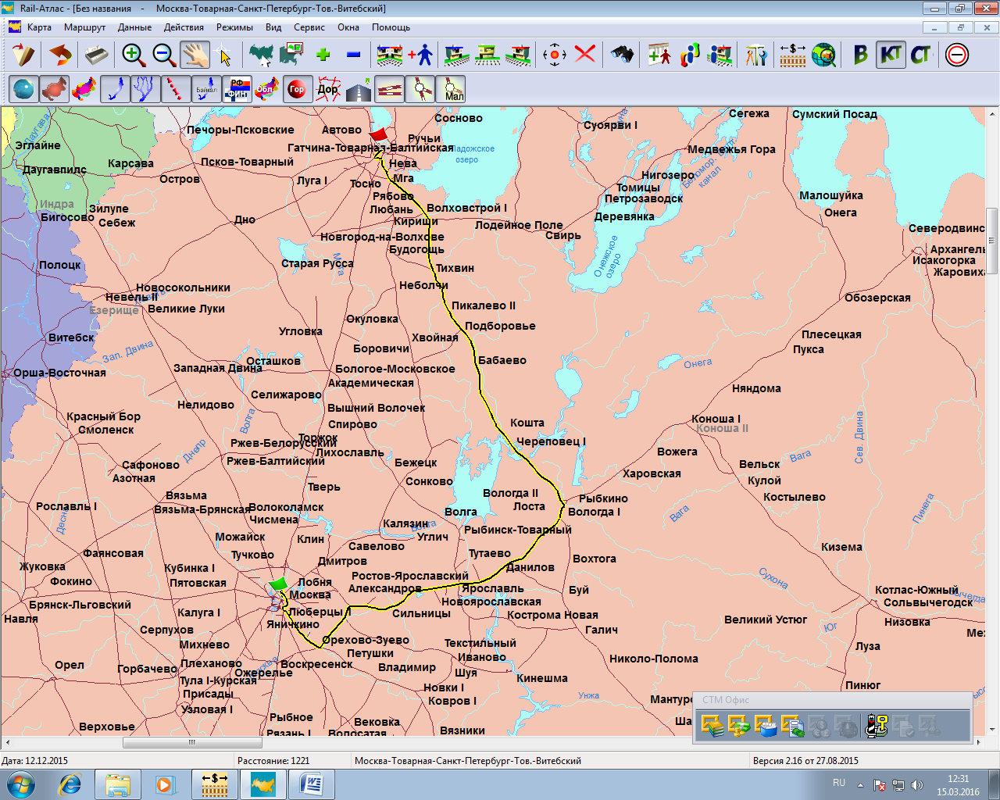 Rail-Атлас - [Без названия - Москва-Товарная-Санкт-Петербург-Тов.-Витебский]
Карта Маршрут Данные Действия Режимы Вид Сервис Окна Помощь
В КТ СТ
Байкал РФ ФИН Обл Гор Дор Мал
Сосново
Суоярви I
Сегежа
Сумский Посад
Печоры-Псковские
Автово
Ручьи
Даугава
Эглайне
Гатчина-Товарная-Балтийская
Ладожское
озеро
Медвежья Гора
Карсава
Псков-Товарный
Нева
Даугавпилс
Остров
Луга I
Мга
Тосно
Нигозеро
Беломор.
канал
Томицы
Петрозаводск
Рябово
Малошуйка
Индра
Зилупе
Любань
Волховстрой I
Онега
Бигосово
Себеж
Дно
Кириши
Лодейное Поле
Деревянка
Свирь
Северодвинс
Новгород-на-Волхове
Будогощь
Архангель
Исакогорка
Старая Русса
Онежское
озеро
Полоцк
Тихвин
Жаровиха
Неболчи
Новосокольники
Невель II
Обозерская
Езерище
Великие Луки
Пикалево II
Окуловка
Подборовье
Угловка
Хвойная
Плесецкая
Витебск
Боровичи
Пукса
Зап. Двина
Осташков
Бабаево
Онега
Западная Двина
Бологое-Московское
Орша-Восточная
Академическая
Няндома
Селижарово
Нелидово
Вышний Волочек
Красный Бор
Волга
Спирово
Кошта
Коноша I
Смоленск
Коноша II
Сев. Двина
Торжок
Ржев-Белорусский
Череповец I
Днепр
Лихославль
Вожега
Вага
Ржев-Балтийский
Бежецк
Сафоново
Вельск
Азотная
Харовская
Сонково
Кулой
Тверь
Вологда II
Рыбкино
Костылево
Вязьма
Рославль I
Вязьма-Брянская
Волоколамск
Лоста
Вологда I
Вага
Пинега
Чисмена
Волга
Десна
Калязин
Волга
Рыбинск-Товарный
Можайск
Клин
Углич
Савелово
Кизема
Фаянсовая
Тучково
Тутаево
Дмитров
Вохтога
Жуковка
Кубинка I
Данилов
Ростов-Ярославский
Сухона
Фокино
Пятовская
Лобня
Александров
Ярославль
Буй
Котлас-Южный
Москва
Вычегда
Брянск-Льговский
Новоярославская
Сольвычегодск
Калуга I
Люберцы I
Сильницы
Кострома Новая
Навля
Великий Устюг
Низовка
Яничкино
Серпухов
Галич
Юг
Ме
Орехово-Зуево
Михнево
Текстильный
Луза
Петушки
Иваново
Николо-Полома
Орел
Плеханово
Воскресенск
Владимир
Горбачево
Ожерелье
Шуя
Тула I-Курская
Кинешма
Пинюг
Новки I
Присады
Унжа
Ковров I
Мантуро
Узловая I
Рыбное
Вековка
Ша
Верховье
Рязань I
Волосатая
Вязники
СТМ Офис
Дата: 12.12.2015 Расстояние: 1221 Москва-Товарная-Санкт-Петербург-Тов.-Витебский Версия 2.16 от 27.08.2015
RU 12:31
15.03.2016